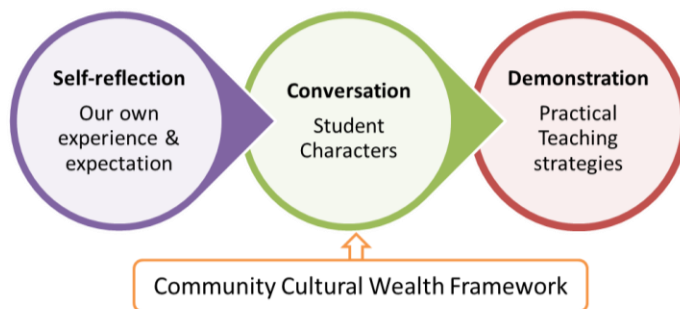 Self-reflection
Our own
experience &
expectation
Conversation
Student
Characters
Demonstration
Practical
Teaching
strategies
Community Cultural Wealth Framework